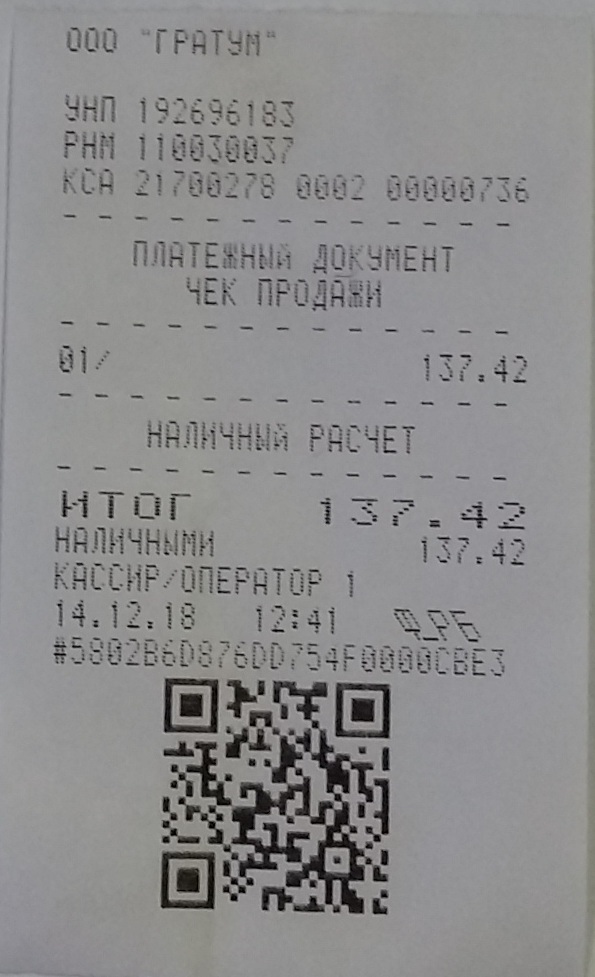 ООО "ГРАТУМ"
УНП 192696183
РНМ 110030037
КСА 21700278 0002 00000736
ПЛАТЕЖНЫЙ ДОКУМЕНТ
ЧЕК ПРОДАЖИ
01/ 137.42
НАЛИЧНЫЙ РАСЧЕТ
ИТОГ 137.42
НАЛИЧНЫМИ 137.42
КАССИР/ОПЕРАТОР 1
14.12.18 12:41
#5802B6D876DD754F0000CBE3